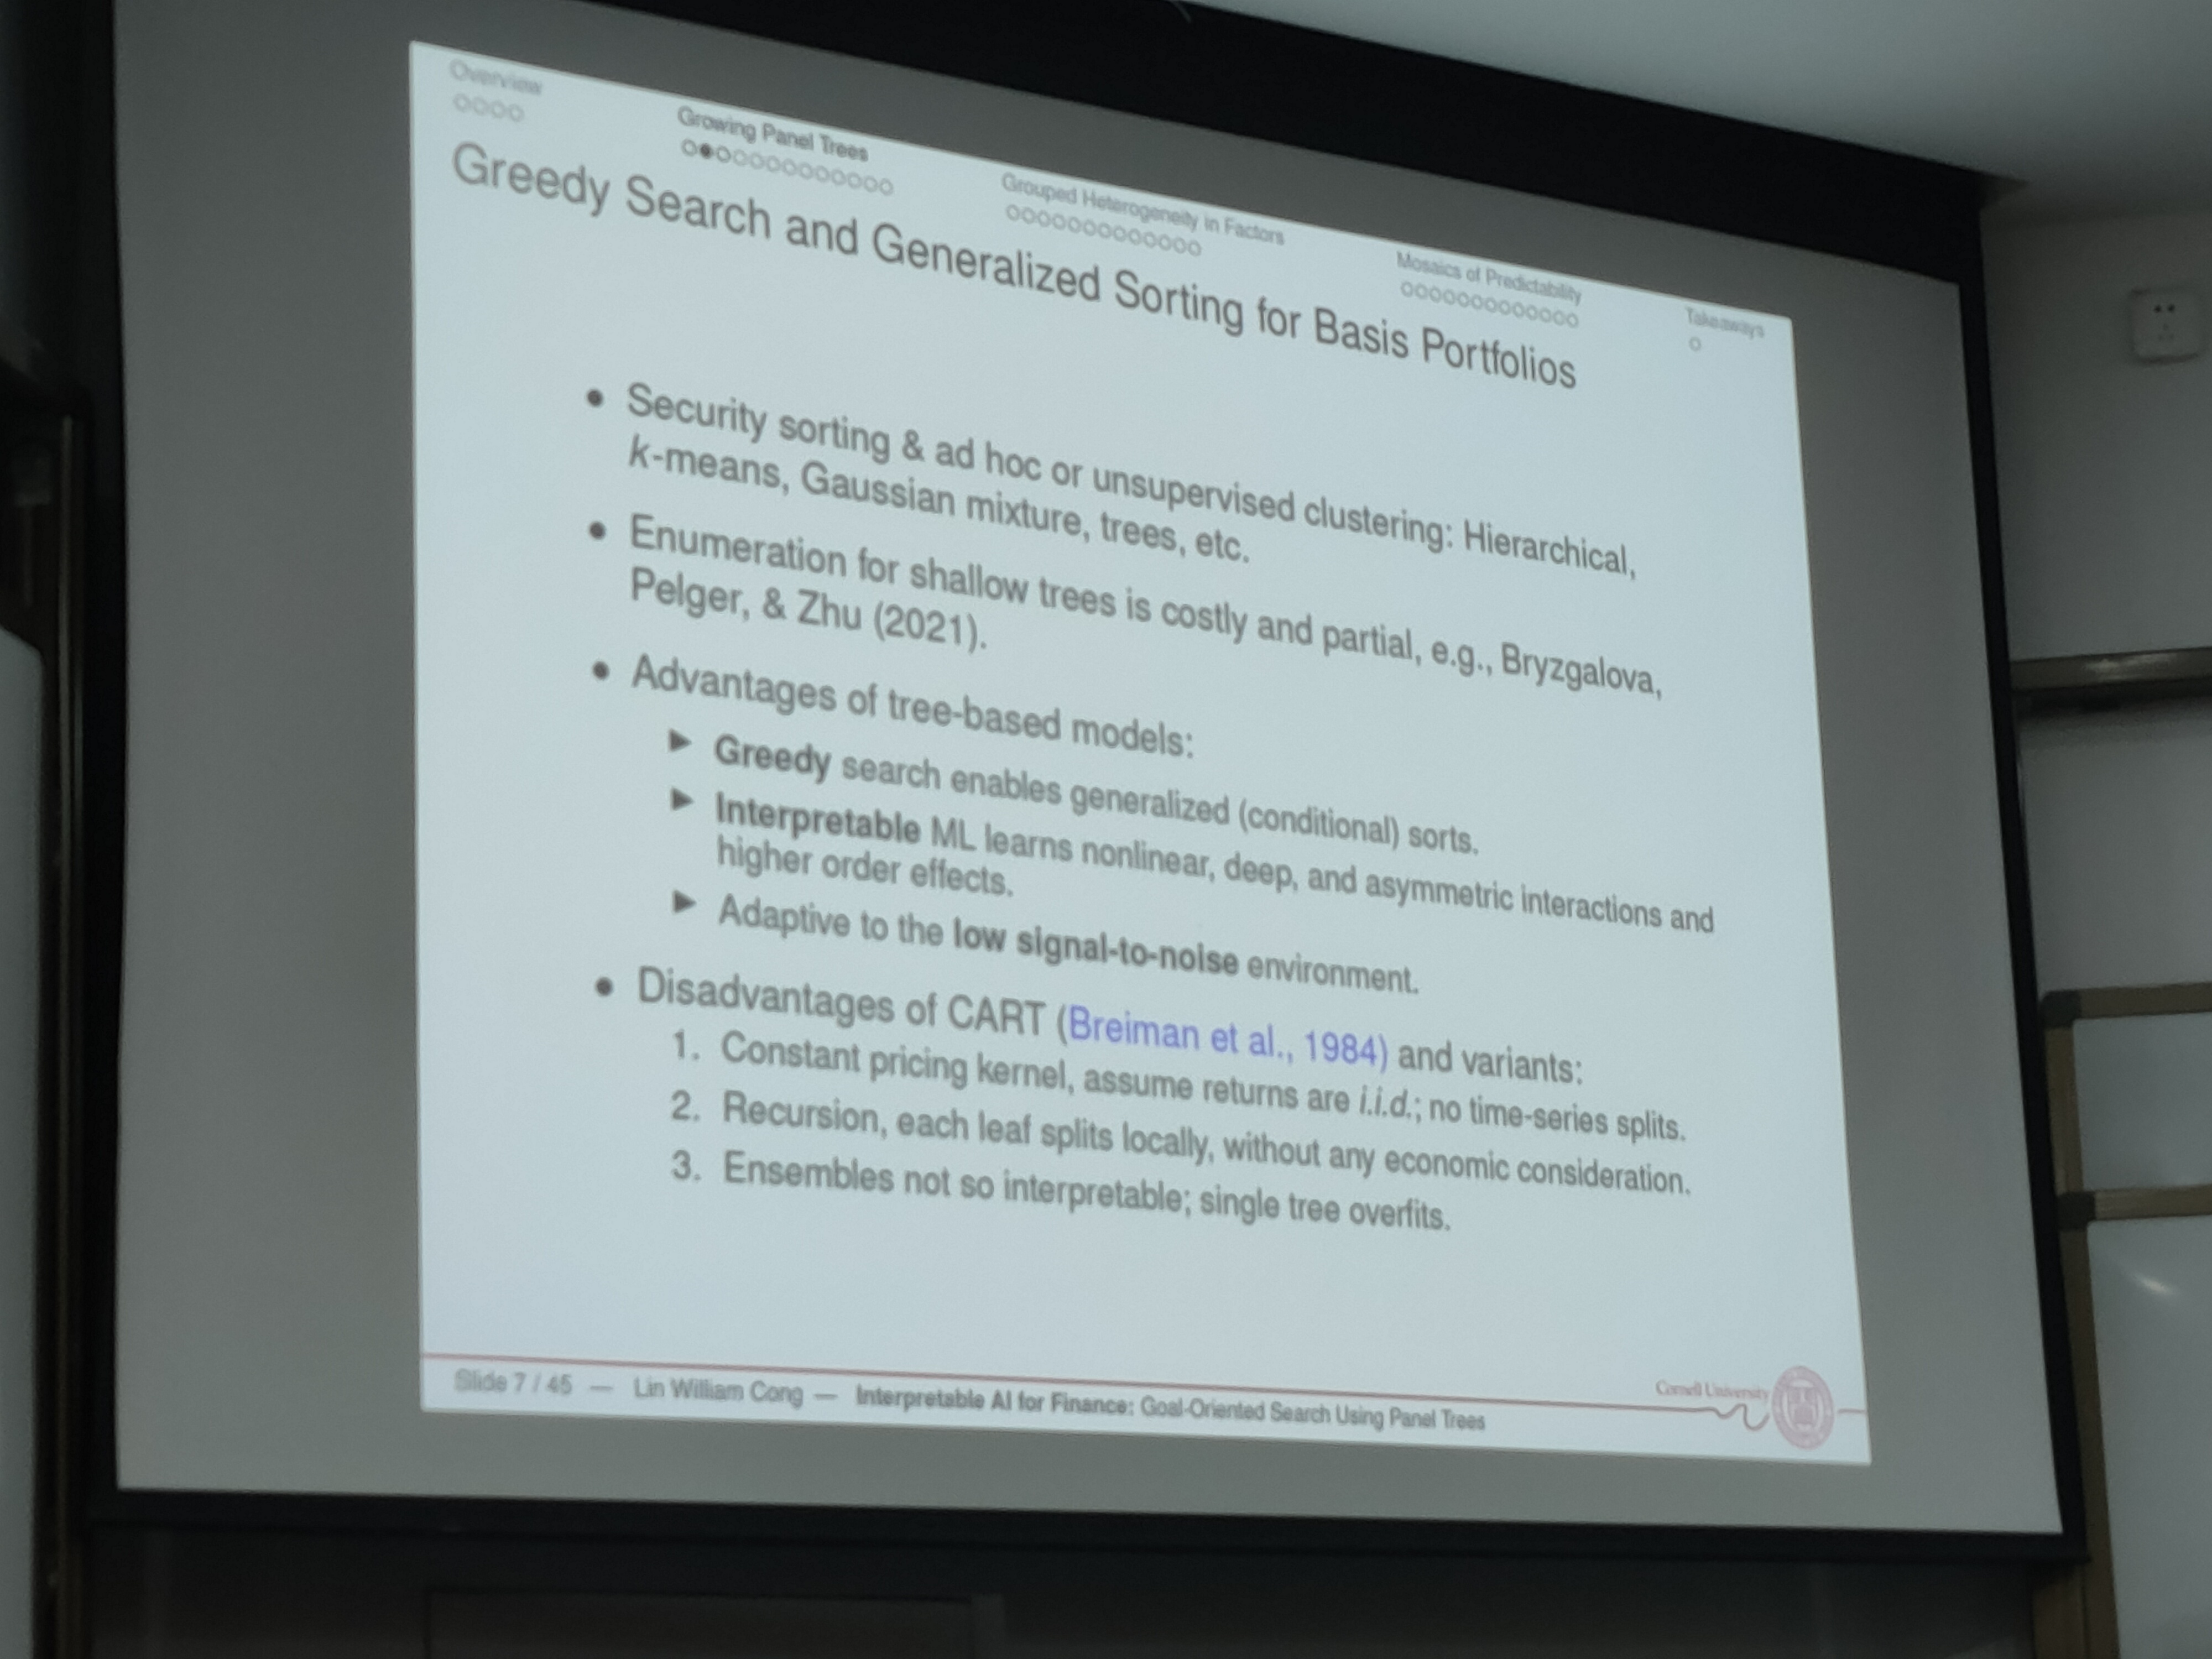 Overview
Growing Panel Trees
Grouped Heterogeneity in Factors
Mosaics of Predictability
Takeaways
Greedy Search and Generalized Sorting for Basis Portfolios
• Security sorting & ad hoc or unsupervised clustering: Hierarchical,
k-means, Gaussian mixture, trees, etc.
• Enumeration for shallow trees is costly and partial, e.g., Bryzgalova,
Pelger, & Zhu (2021).
• Advantages of tree-based models:
▶ Greedy search enables generalized (conditional) sorts.
▶ Interpretable ML learns nonlinear, deep, and asymmetric interactions and
higher order effects.
▶ Adaptive to the low signal-to-noise environment.
• Disadvantages of CART (Breiman et al., 1984) and variants:
1. Constant pricing kernel, assume returns are i.i.d.; no time-series splits.
2. Recursion, each leaf splits locally, without any economic consideration.
3. Ensembles not so interpretable; single tree overfits.
Slide 7 / 45 — Lin William Cong — Interpretable AI for Finance: Goal-Oriented Search Using Panel Trees
Cornell University